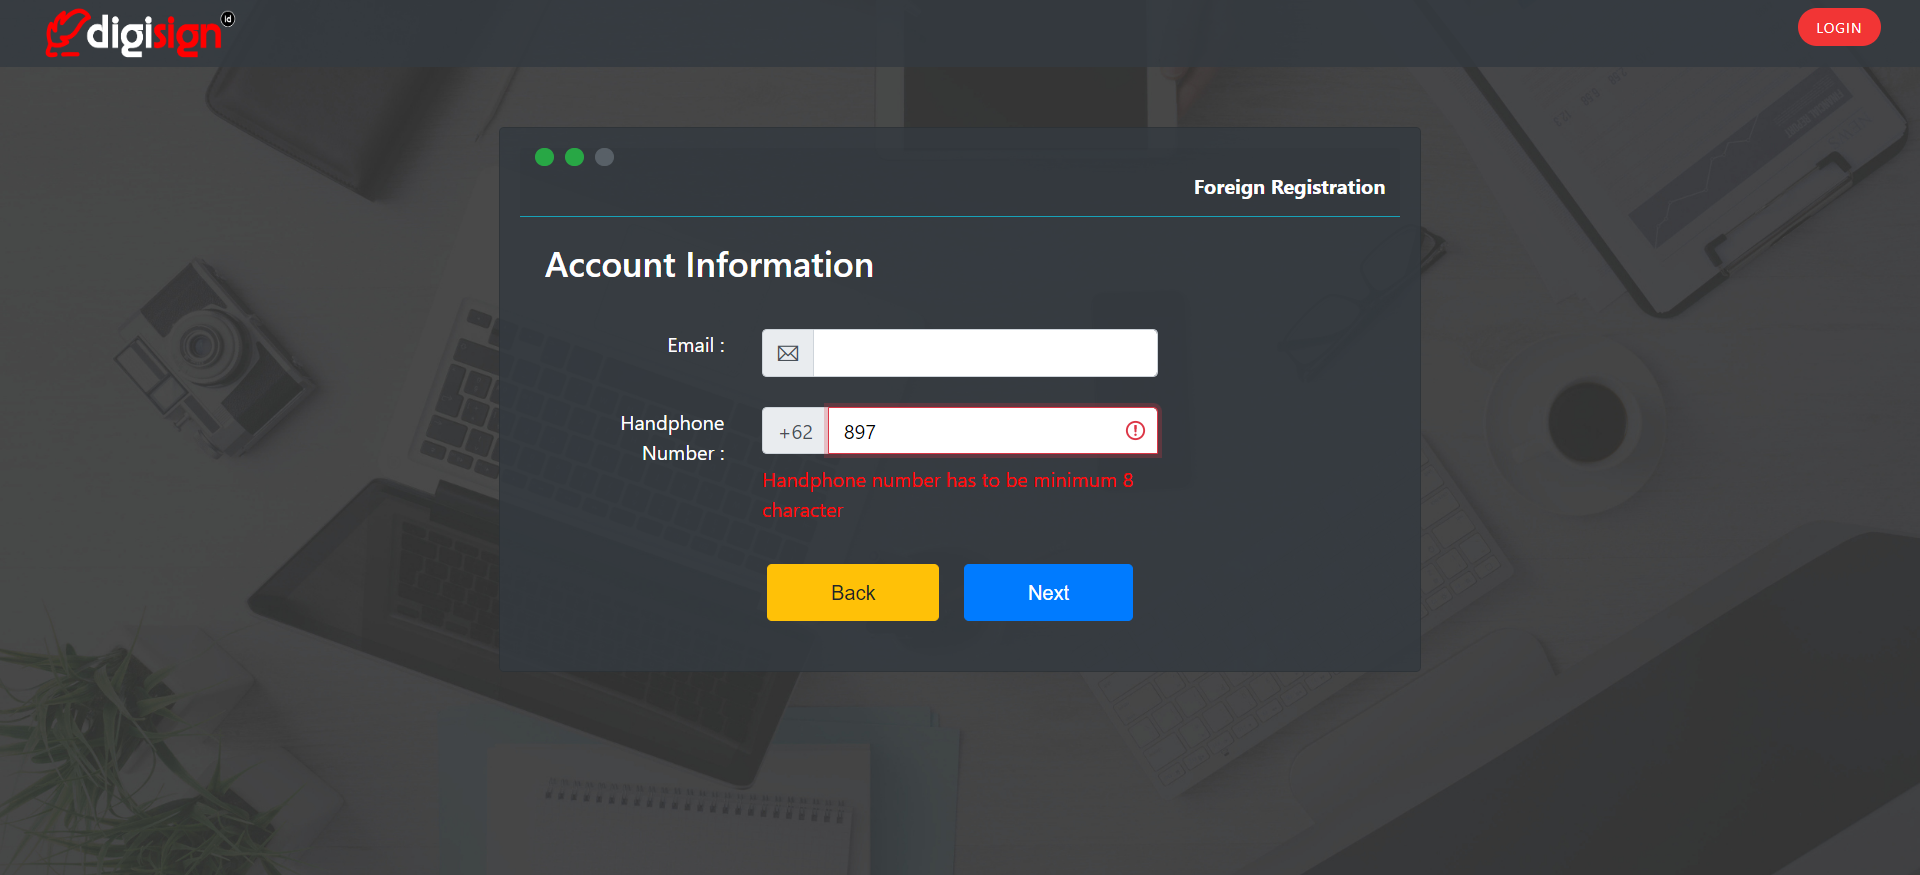 digisign id
LOGIN
Foreign Registration
Account Information
Email :
Handphone
Number :
+62
897
Handphone number has to be minimum 8
character
Back
Next